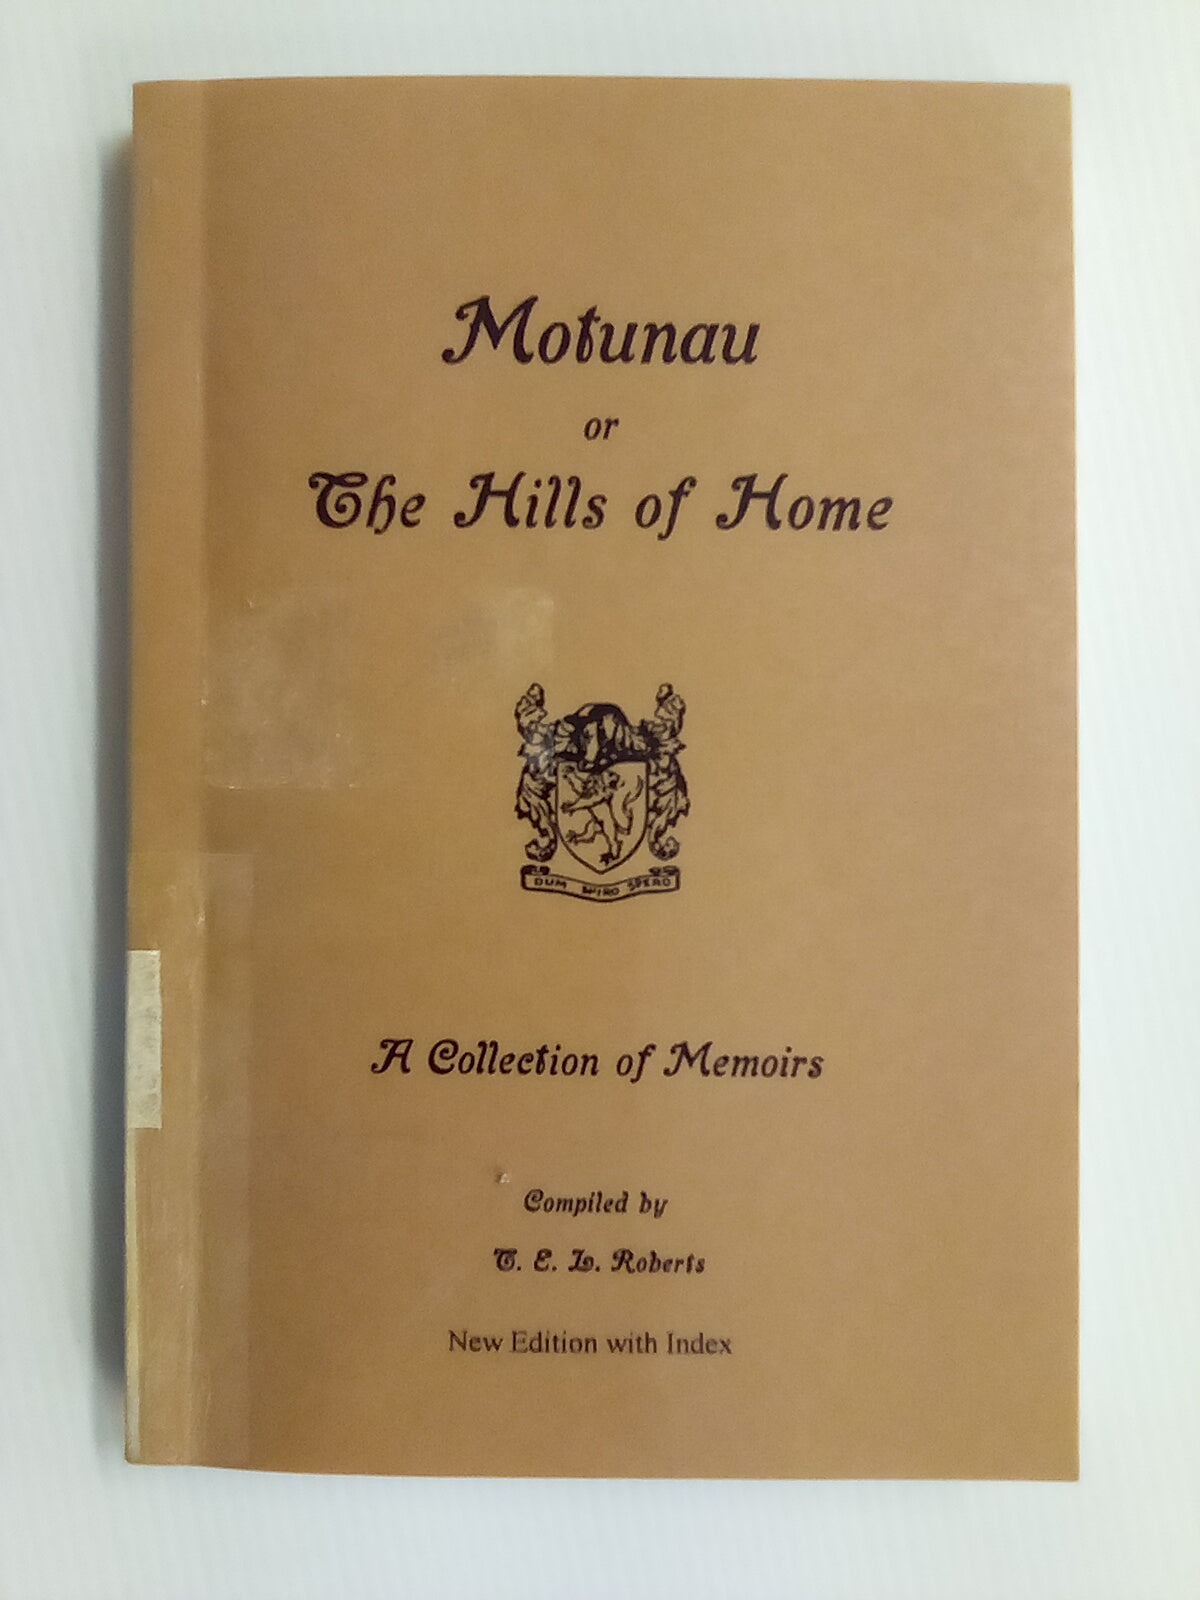 Motunau
or
The Hills of Home
DUM SPIRO SPERO
A Collection of Memoirs
Compiled by
T. E. L. Roberts
New Edition with Index